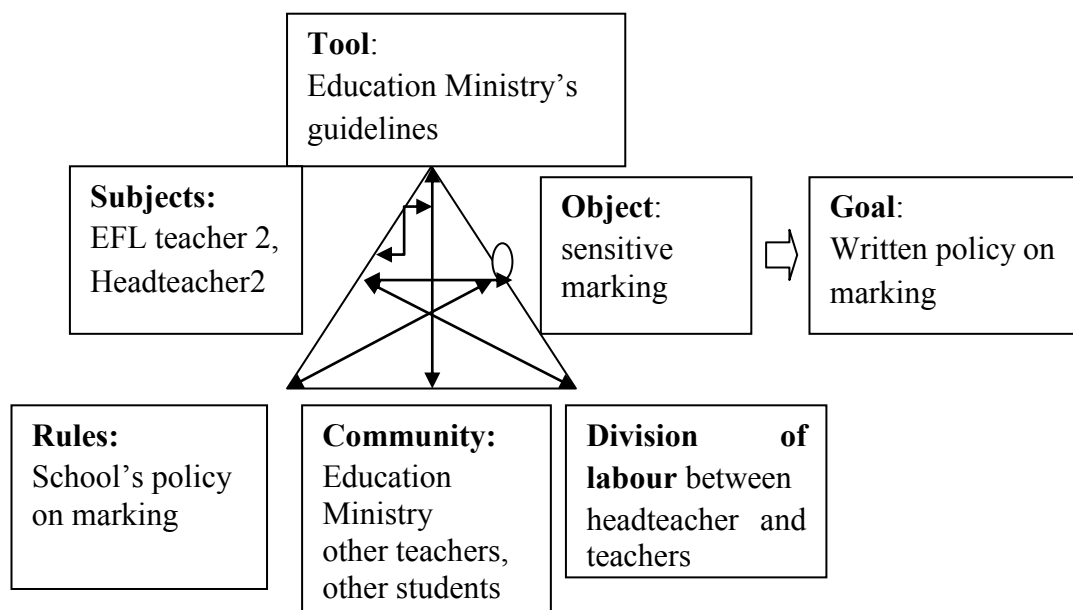 Tool:
Education Ministry's
guidelines
Subjects:
EFL teacher 2,
Headteacher2
Object:
sensitive
marking
Goal:
Written policy on
marking
Rules:
School's policy
on marking
Community:
Education
Ministry
other teachers,
other students
Division of
labour between
headteacher and
teachers